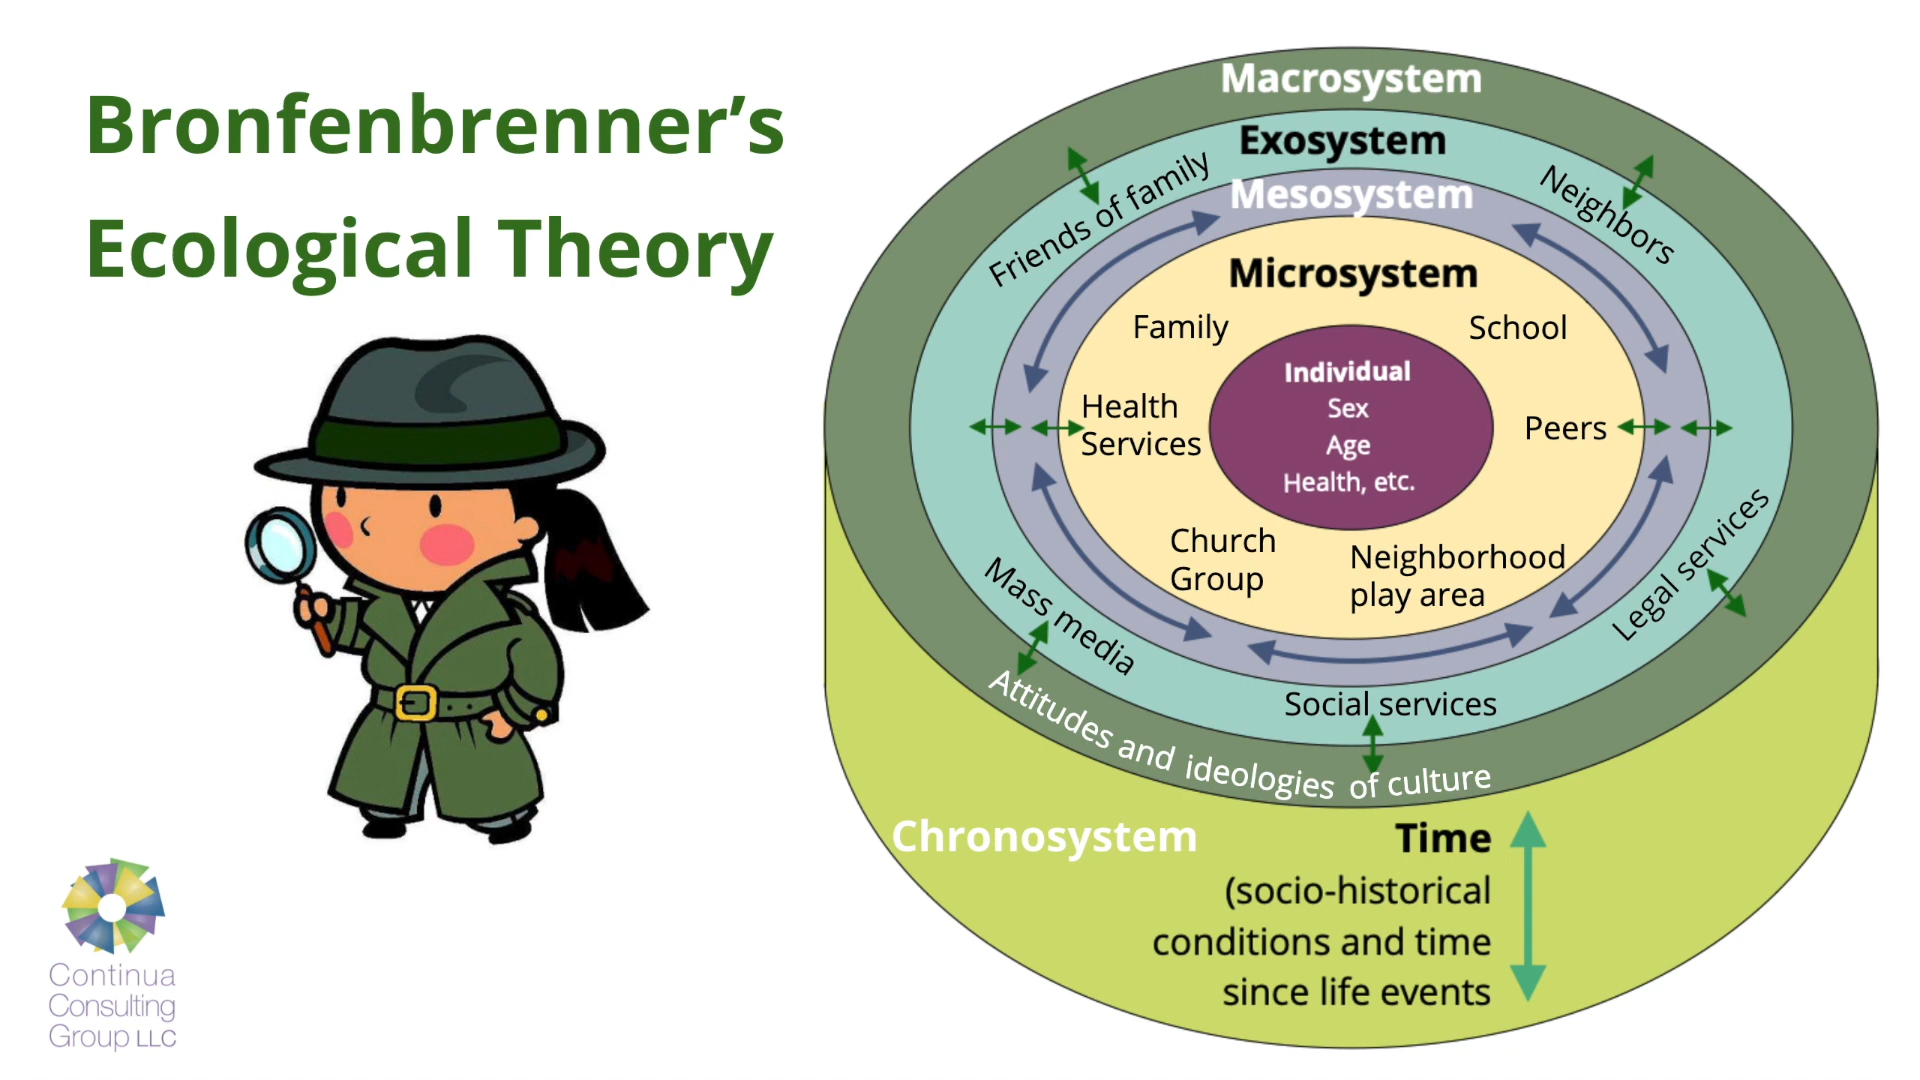 Bronfenbrenner’s
Ecological Theory
Macrosystem
Exosystem
Mesosystem
Microsystem
Friends of family
Neighbors
Family
School
Individual
Sex
Age
Health, etc.
Health
Services
Peers
Church
Group
Neighborhood
play area
Mass media
Legal services
Social services
Attitudes and ideologies of culture
Chronosystem
Time
(socio-historical
conditions and time
since life events
Continua
Consulting
Group LLC